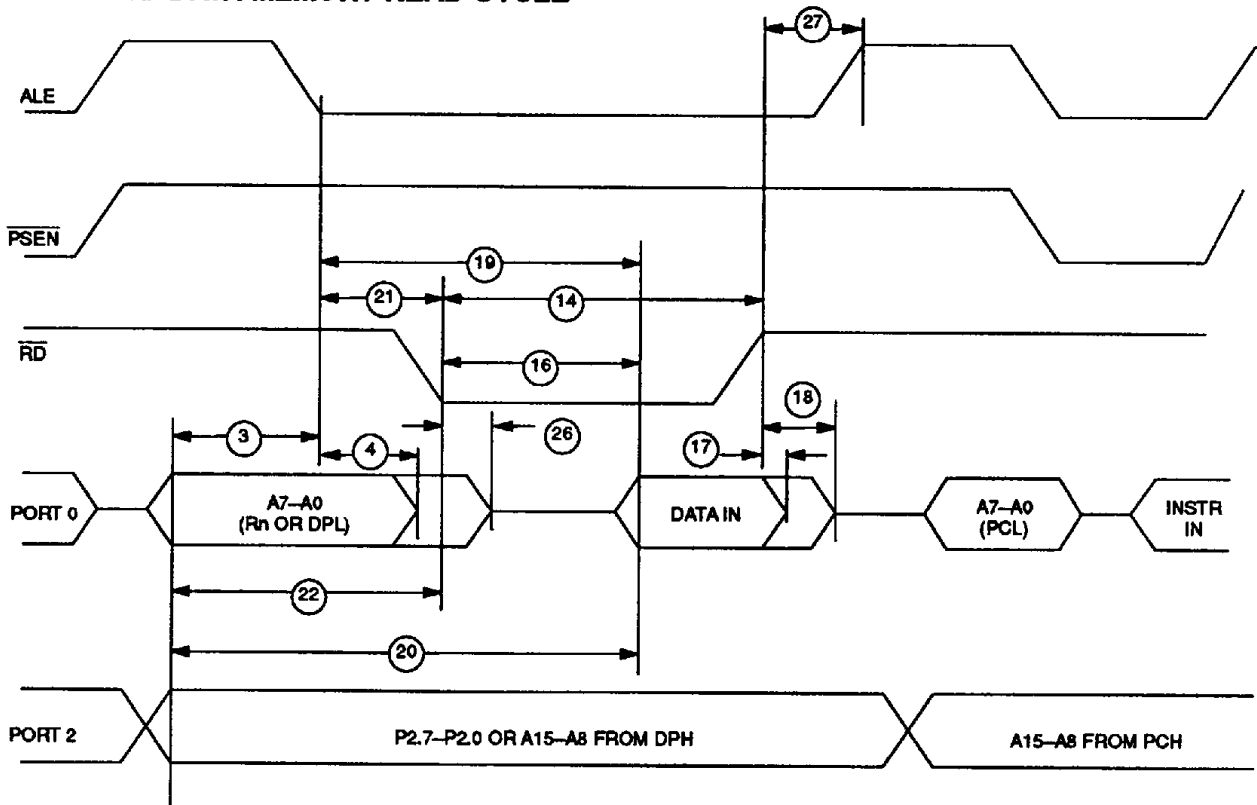 27
ALE
PSEN
19
21
14
RD
16
18
3
4
26
17
PORT 0
A7–A0
(Rn OR DPL)
DATA IN
A7–A0
(PCL)
INSTR
IN
22
20
PORT 2
P2.7–P2.0 OR A15–A8 FROM DPH
A15–A8 FROM PCH